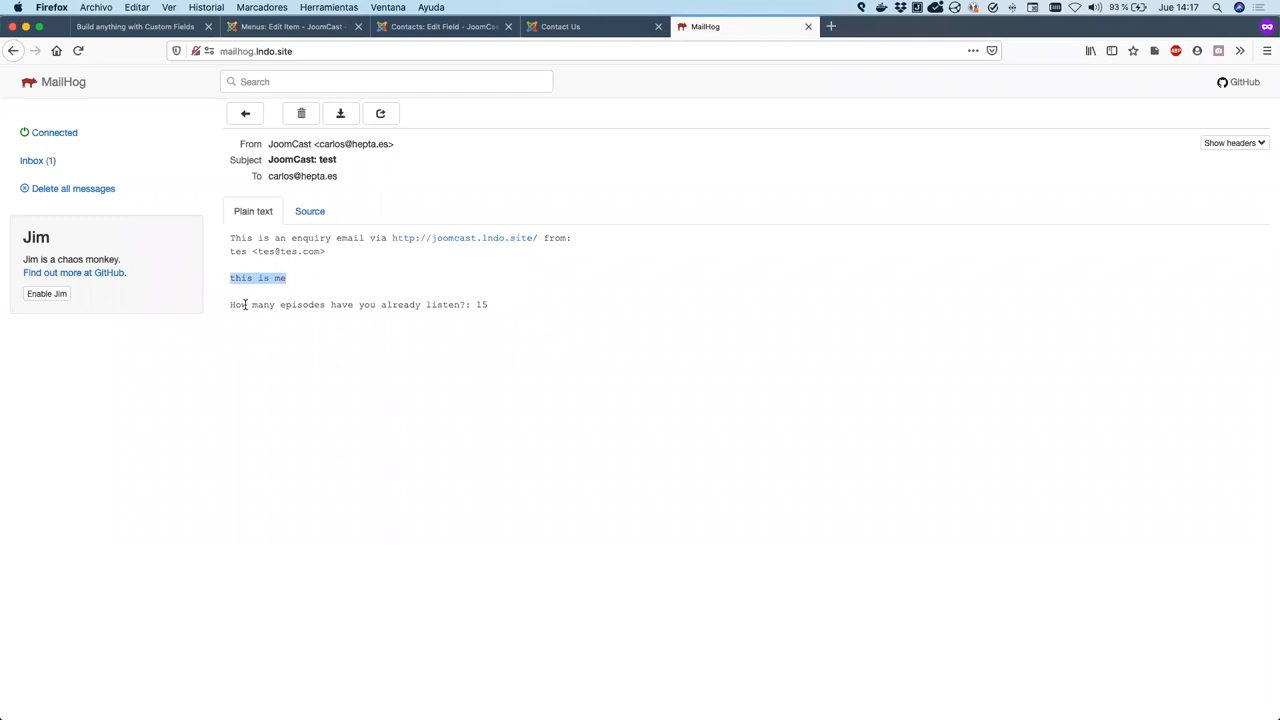 Firefox Archivo Editar Ver Historial Marcadores Herramientas Ventana Ayuda 93 % Jue 14:17
Build anything with Custom Fields Menus: Edit Item - JoomCast - Contacts: Edit Field - JoomCa Contact Us MailHog
mailhog.lndo.site
MailHog Search GitHub
Connected
Inbox (1)
Delete all messages
Jim
Jim is a chaos monkey.
Find out more at GitHub.
Enable Jim
From JoomCast <carlos@hepta.es>
Subject JoomCast: test
To carlos@hepta.es
Show headers
Plain text Source
This is an enquiry email via http://joomcast.lndo.site/ from:
tes <tes@tes.com>
this is me
How many episodes have you already listen?: 15